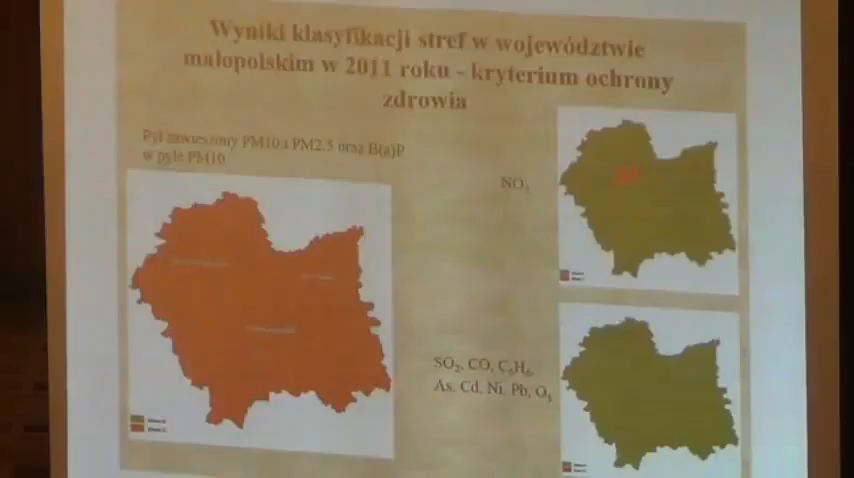 Wyniki klasyfikacji stref w województwie
małopolskim w 2011 roku - kryterium ochrony
zdrowia
Pył zawieszony PM10 i PM2.5 oraz B(a)P
w pyle PM10
NO₂
SO₂, CO, C₆H₆,
As, Cd, Ni, Pb, O₃